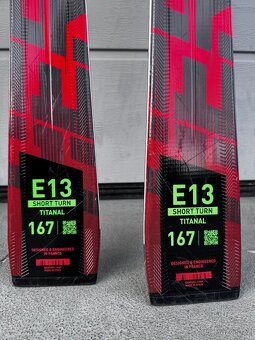 E13
SHORT TURN
TITANAL
167
DESIGNED & ENGINEERED
IN FRANCE
E13
SHORT TURN
TITANAL
167
DESIGNED & ENGINEERED
IN FRANCE